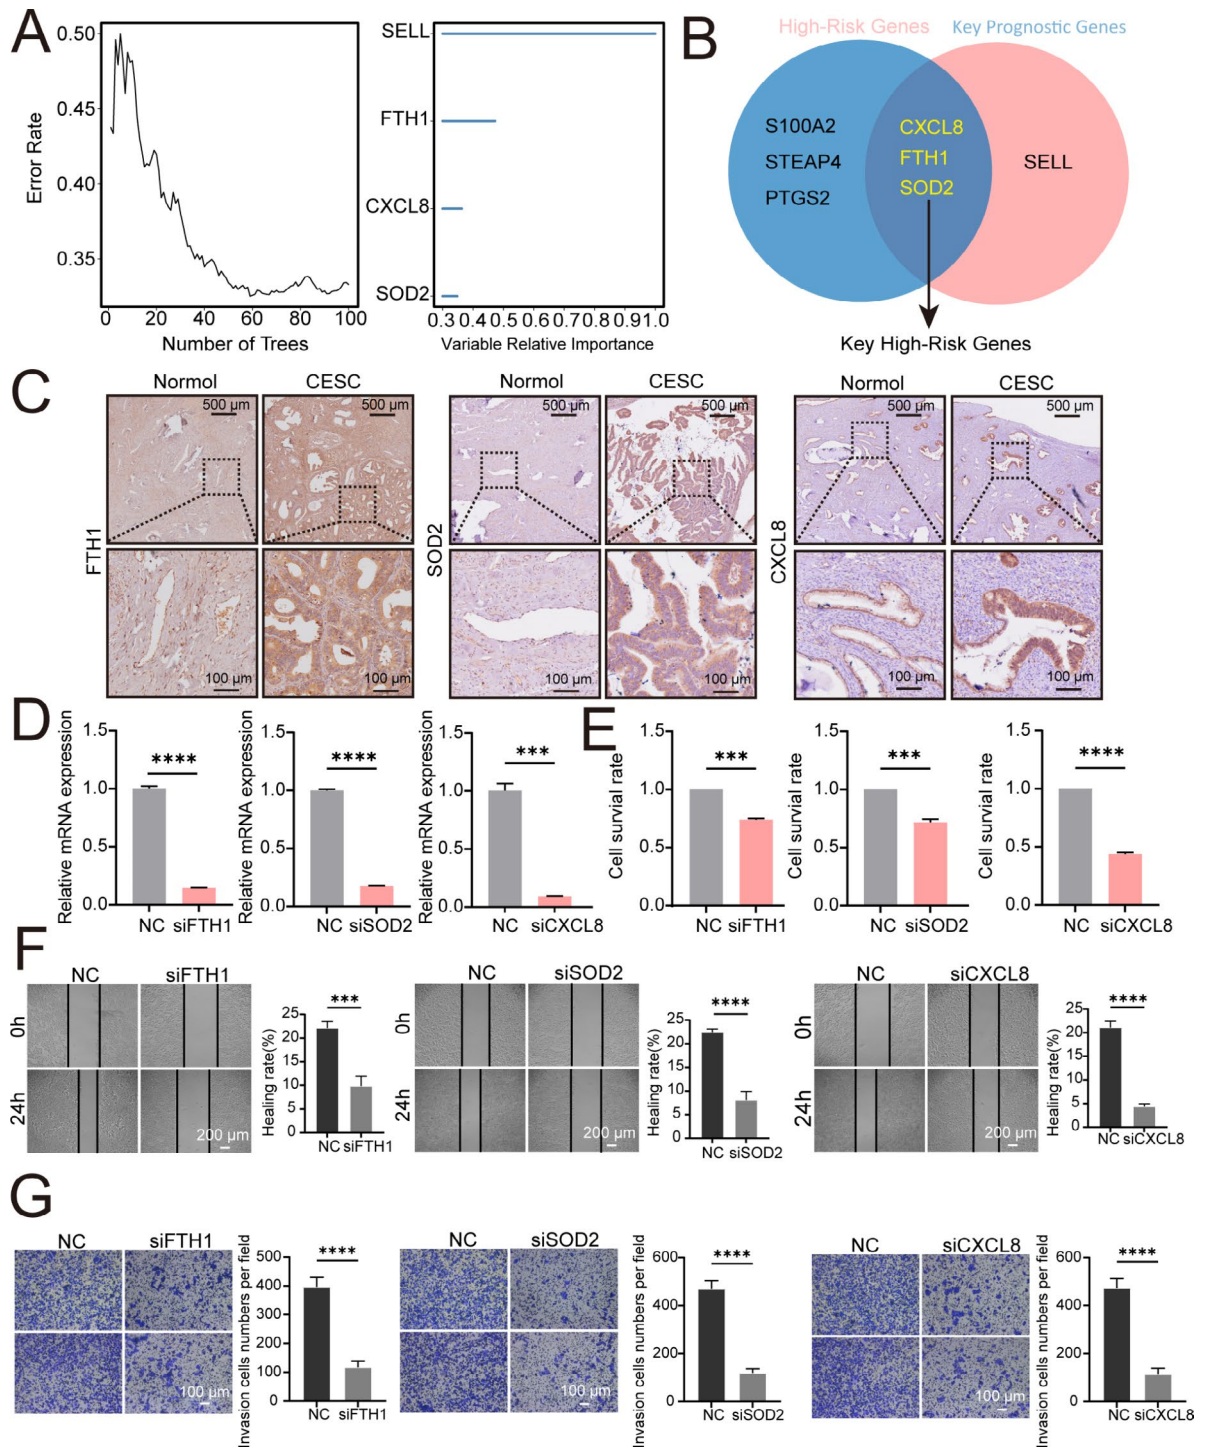 A
Error Rate
0.50
0.45
0.40
0.35
0 20 40 60 80 100
Number of Trees
SELL
FTH1
CXCL8
SOD2
0.3 0.4 0.5 0.6 0.7 0.8 0.9 1.0
Variable Relative Importance
B
High-Risk Genes Key Prognostic Genes
S100A2
STEAP4
PTGS2
CXCL8
FTH1
SOD2
SELL
Key High-Risk Genes
C
Normol CESC
FTH1
500 µm 500 µm
100 µm 100 µm
Normol CESC
SOD2
500 µm 500 µm
100 µm 100 µm
Normol CESC
CXCL8
500 µm 500 µm
100 µm 100 µm
D
Relative mRNA expression
1.5
1.0
0.5
0.0
****
NC siFTH1
Relative mRNA expression
1.5
1.0
0.5
0.0
****
NC siSOD2
Relative mRNA expression
1.5
1.0
0.5
0.0
***
NC siCXCL8
E
Cell survial rate
1.5
1.0
0.5
0.0
***
NC siFTH1
Cell survial rate
1.5
1.0
0.5
0.0
***
NC siSOD2
Cell survial rate
1.5
1.0
0.5
0.0
****
NC siCXCL8
F
NC siFTH1
0h
24h
200 µm
Healing rate(%)
25
20
15
10
5
0
***
NC siFTH1
NC siSOD2
0h
24h
200 µm
Healing rate(%)
25
20
15
10
5
0
****
NC siSOD2
NC siCXCL8
0h
24h
200 µm
Healing rate(%)
25
20
15
10
5
0
****
NC siCXCL8
G
NC siFTH1
100 µm
Invasion cells numbers per field
500
400
300
200
100
0
****
NC siFTH1
NC siSOD2
100 µm
Invasion cells numbers per field
600
400
200
0
****
NC siSOD2
NC siCXCL8
100 µm
Invasion cells numbers per field
600
400
200
0
****
NC siCXCL8